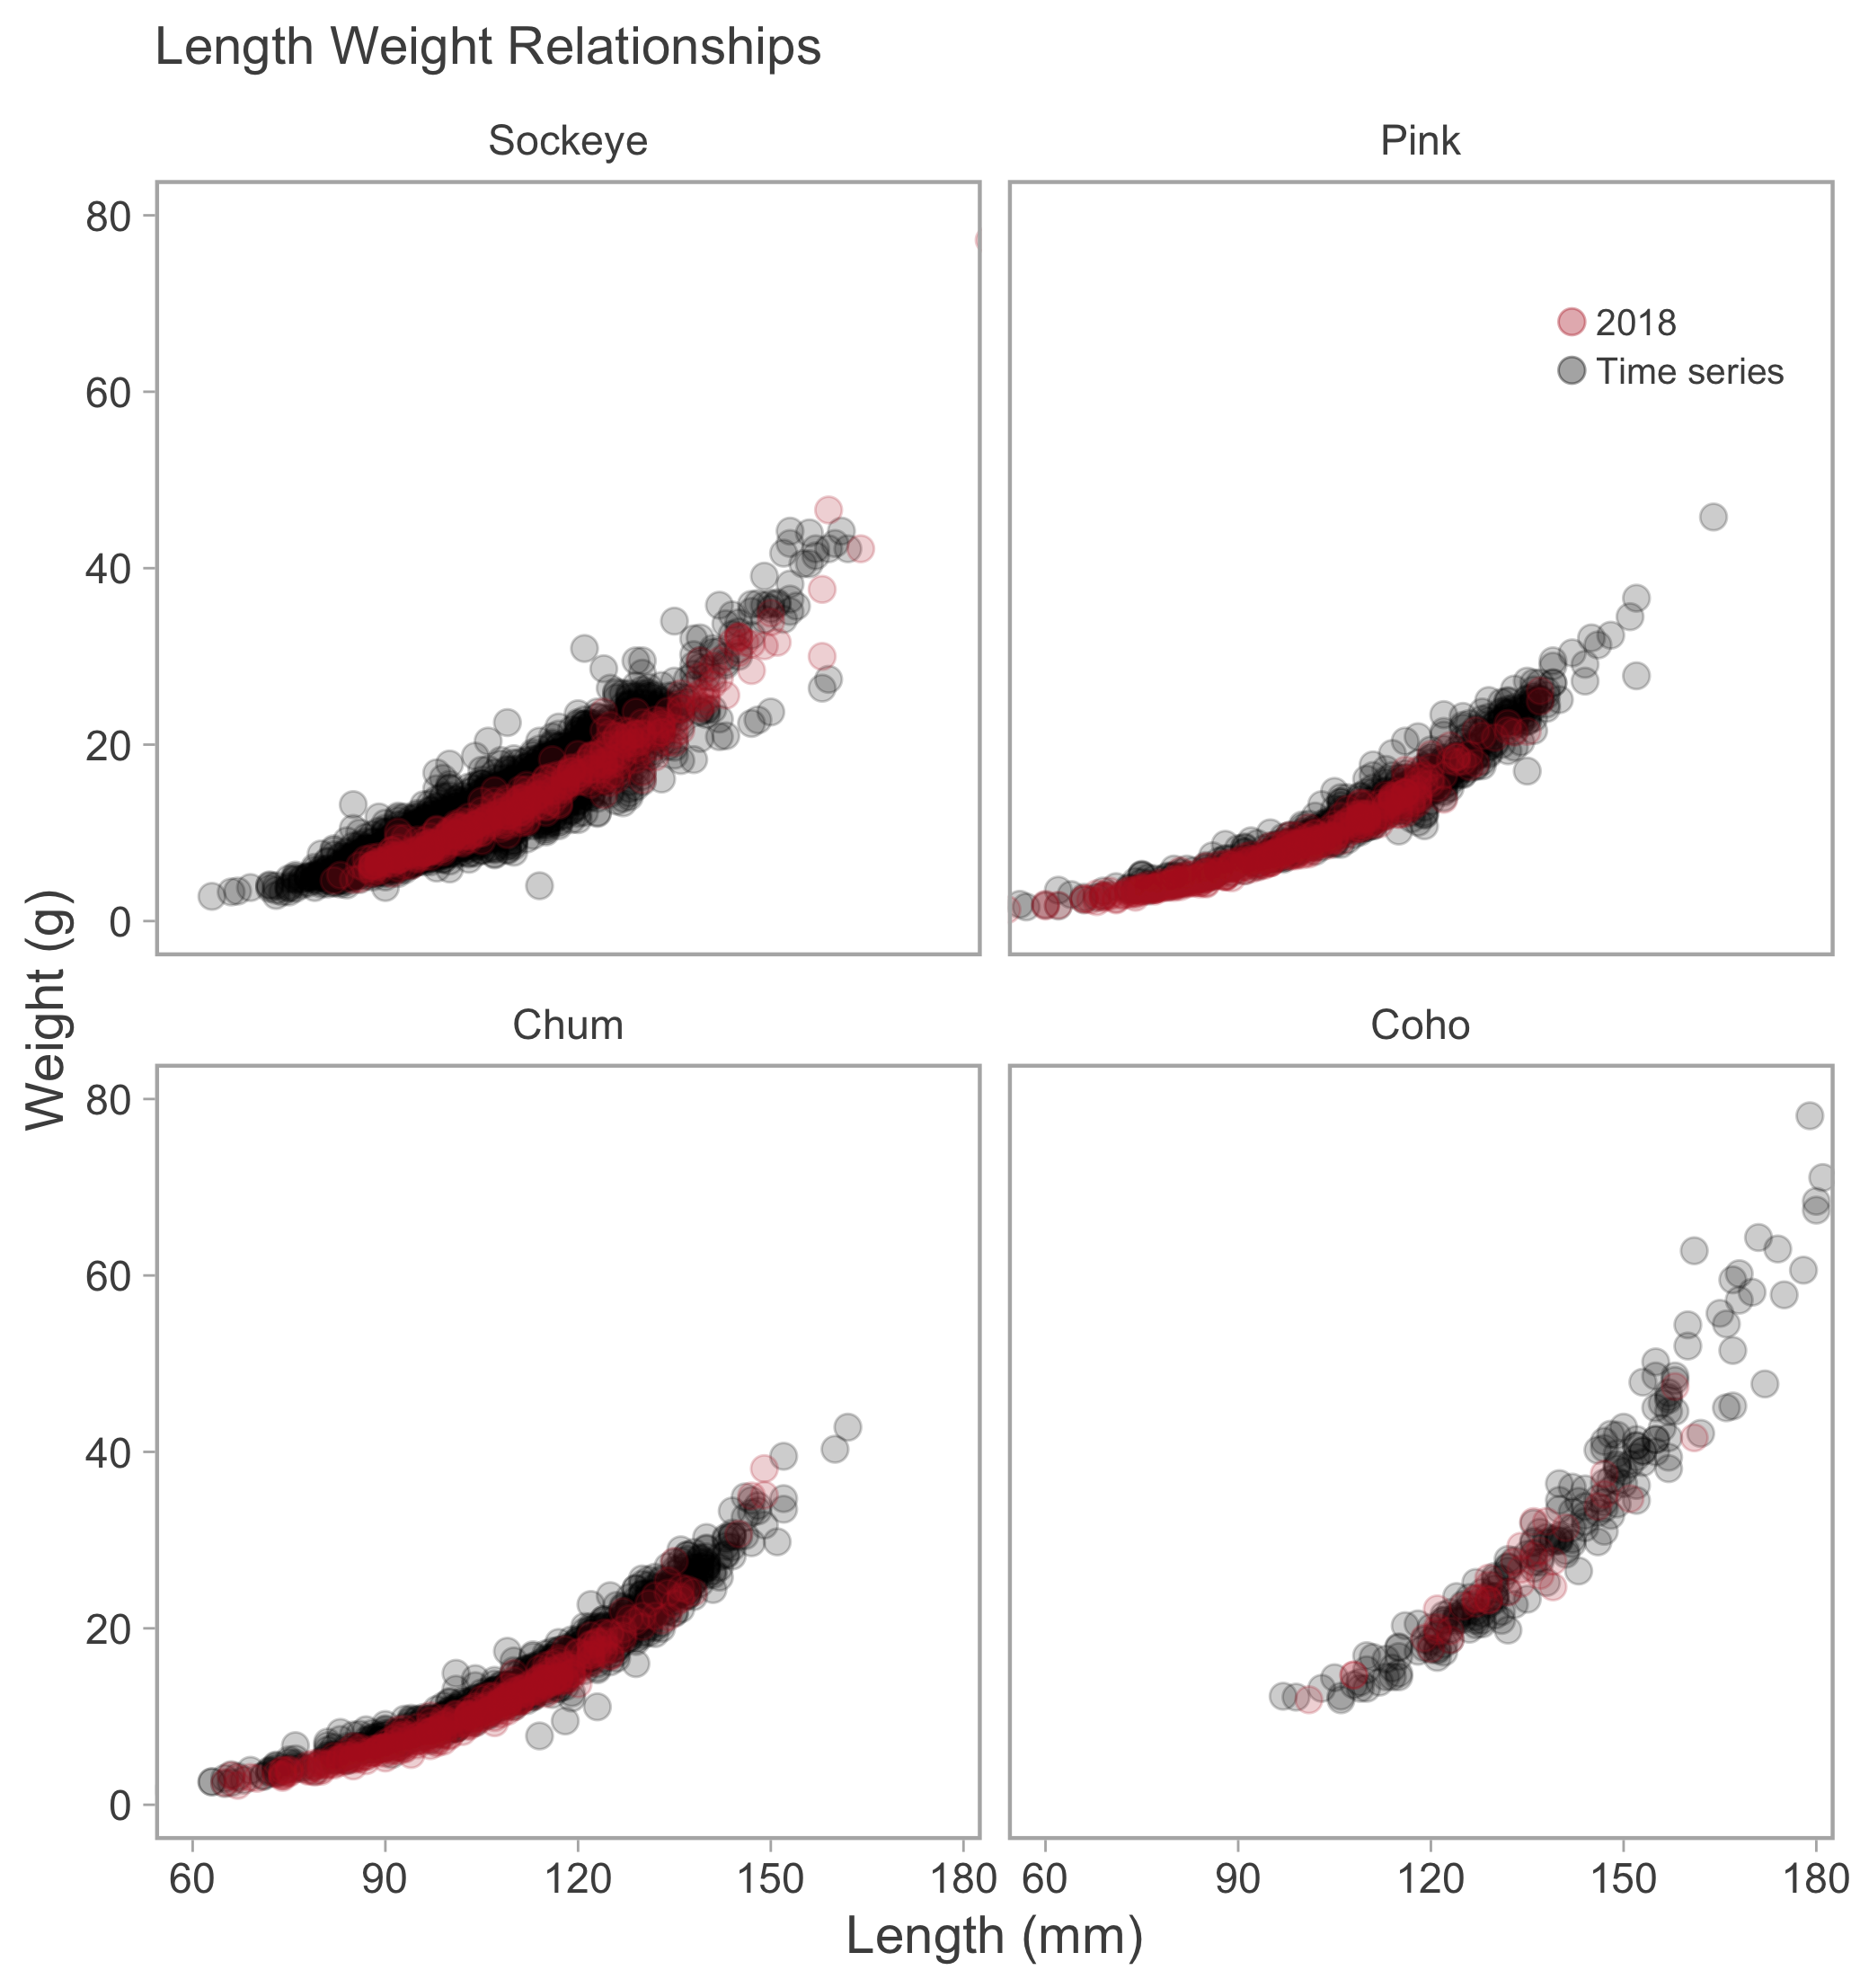 Length Weight Relationships
Sockeye
Pink
80
60
40
20
0
2018
Time series
Weight (g)
Chum
Coho
80
60
40
20
0
60 90 120 150 180 60 90 120 150 180
Length (mm)